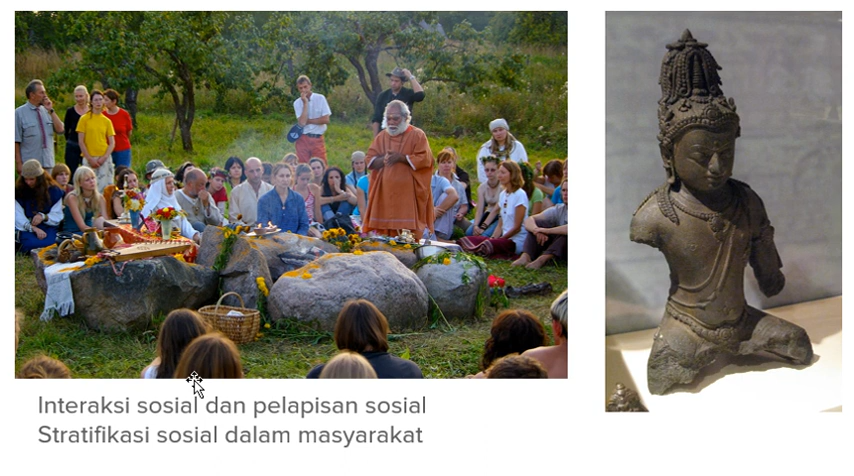 Interaksi sosial dan pelapisan sosial
Stratifikasi sosial dalam masyarakat